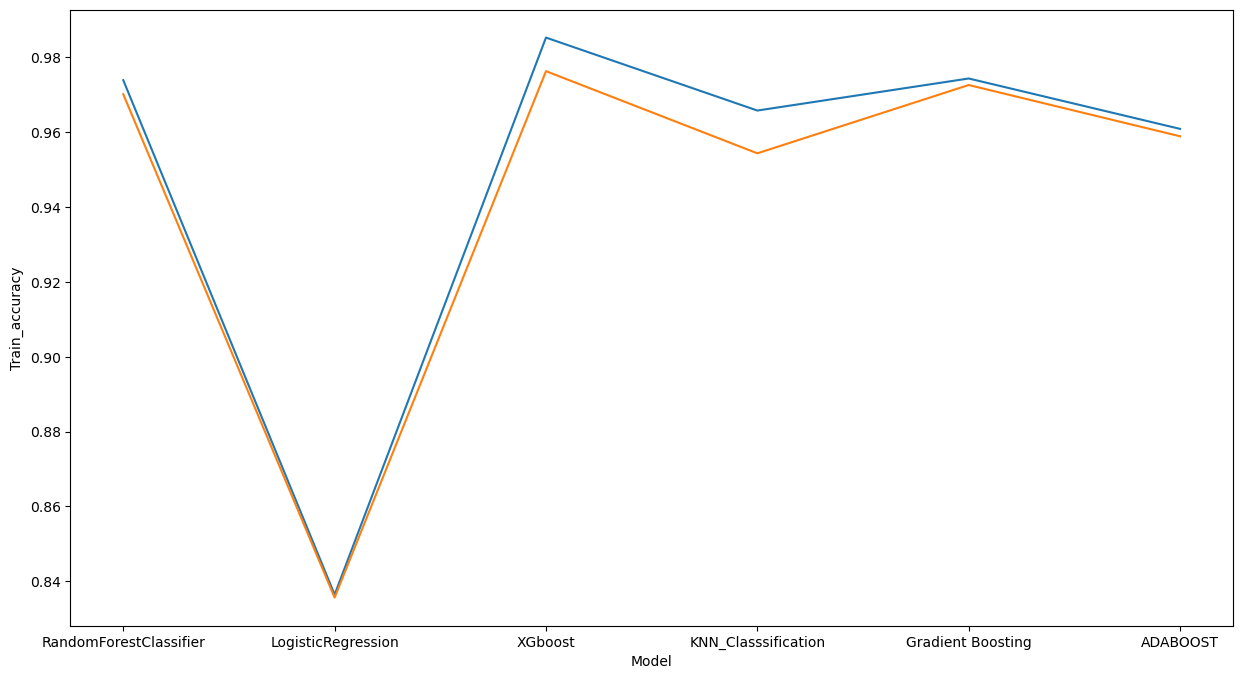 0.98
0.96
0.94
0.92
0.90
0.88
0.86
0.84
Train_accuracy
RandomForestClassifier LogisticRegression XGboost KNN_Classsification Gradient Boosting ADABOOST
Model